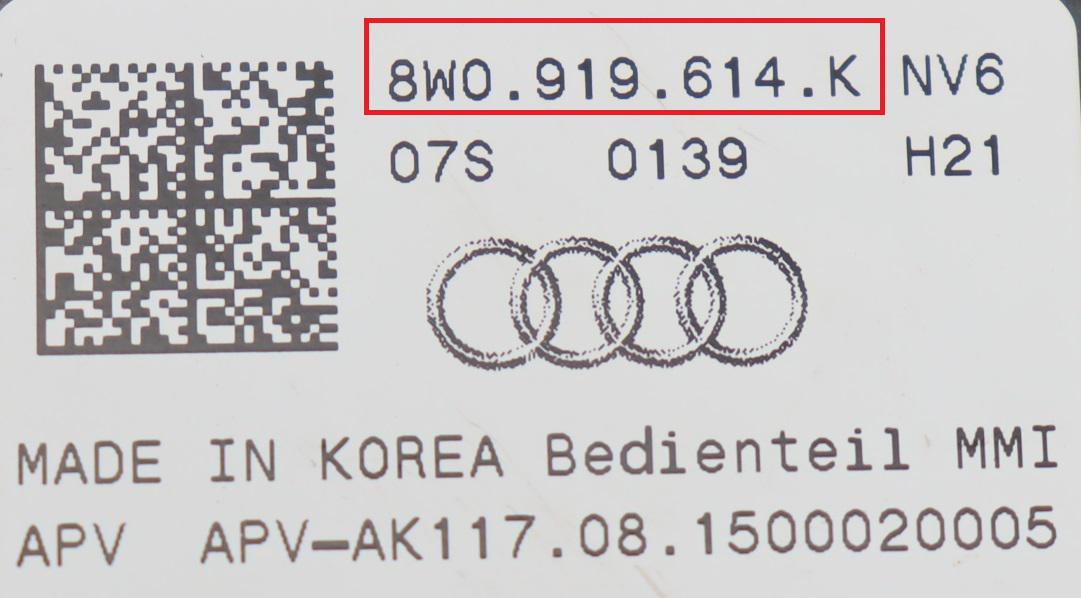 8W0.919.614.K NV6
07S 0139 H21
MADE IN KOREA Bedienteil MMI
APV APV-AK117.08.1500020005